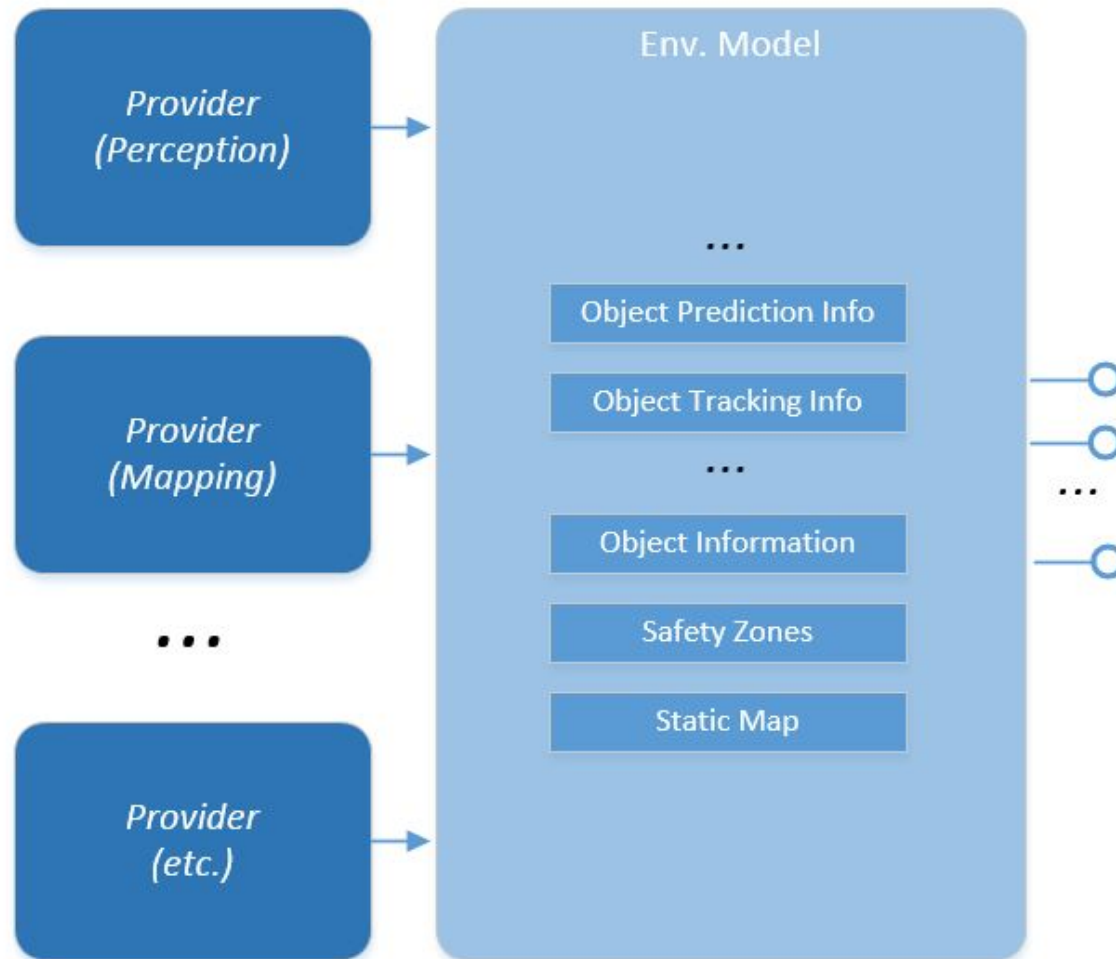 Provider
(Perception)
Provider
(Mapping)
...
Provider
(etc.)
Env. Model
...
Object Prediction Info
Object Tracking Info
...
Object Information
Safety Zones
Static Map
...